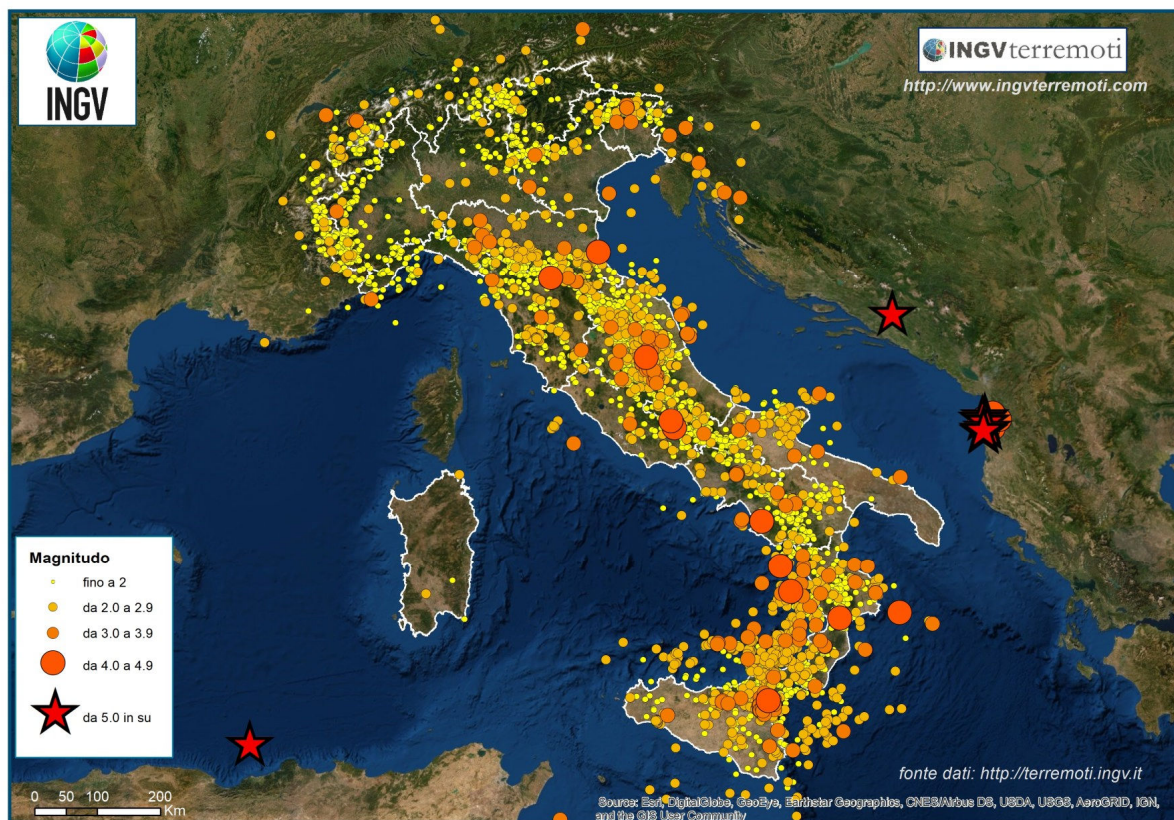 INGV
INGVterremoti
http://www.ingvterremoti.com
Magnitudo
fino a 2
da 2.0 a 2.9
da 3.0 a 3.9
da 4.0 a 4.9
da 5.0 in su
0 50 100 200
Km
fonte dati: http://terremoti.ingv.it
Source: Esri, DigitalGlobe, GeoEye, Earthstar Geographics, CNES/Airbus DS, USDA, USGS, AeroGRID, IGN,
and the GIS User Community